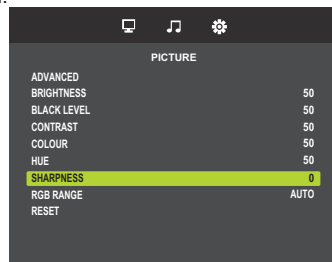 PICTURE
ADVANCED
BRIGHTNESS 50
BLACK LEVEL 50
CONTRAST 50
COLOUR 50
HUE 50
SHARPNESS 0
RGB RANGE AUTO
RESET